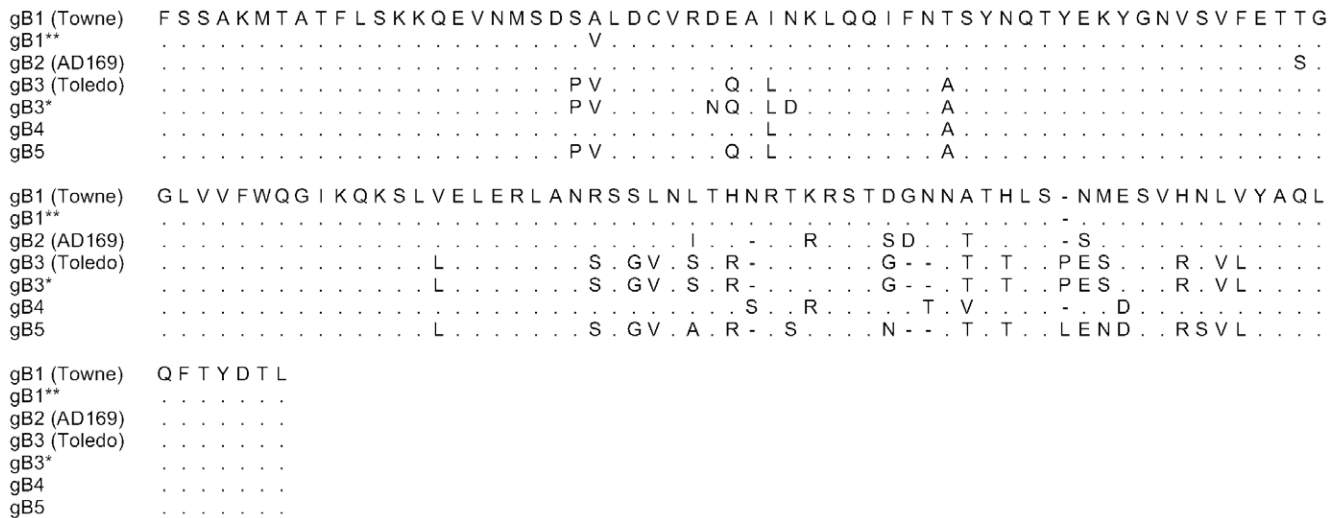 gB1 (Towne) F S S A K M T A T F L S K K Q E V N M S D S A L D C V R D E A I N K L Q Q I F N T S Y N Q T Y E K Y G N V S V F E T T G
gB1** . . . . . . . . . . . . . . . . . . . . . . V . . . . . . . . . . . . . . . . . . . . . . . . . . . . . . . . . . . . .
gB2 (AD169) . . . . . . . . . . . . . . . . . . . . . . . . . . . . . . . . . . . . . . . . . . . . . . . . . . . . . . . . . . S .
gB3 (Toledo) . . . . . . . . . . . . . . . . . . . . . P V . . . . . . Q . L . . . . . . . . A . . . . . . . . . . . . . . . . . . .
gB3* . . . . . . . . . . . . . . . . . . . . . P V . . . . . N Q . L D . . . . . . . A . . . . . . . . . . . . . . . . . . .
gB4 . . . . . . . . . . . . . . . . . . . . . . . . . . . . . . . L . . . . . . . . A . . . . . . . . . . . . . . . . . . .
gB5 . . . . . . . . . . . . . . . . . . . . . P V . . . . . . Q . L . . . . . . . . A . . . . . . . . . . . . . . . . . . .
gB1 (Towne) G L V V F W Q G I K Q K S L V E L E R L A N R S S L N L T H N R T K R S T D G N N A T H L S - N M E S V H N L V Y A Q L
gB1** . . . . . . . . . . . . . . . . . . . . . . . . . . . . . . . . . . . . . . . . . . . . . . - . . . . . . . . . . . . .
gB2 (AD169) . . . . . . . . . . . . . . . . . . . . . . . . . . . I . . - . . R . . . S D . . T . . . . - S . . . . . . . . . . . .
gB3 (Toledo) . . . . . . . . . . . . . . L . . . . . . . S . G V . S . R - . . . . . . G - - . T . T . . P E S . . . R . V L . . . .
gB3* . . . . . . . . . . . . . . L . . . . . . . S . G V . S . R - . . . . . . G - - . T . T . . P E S . . . R . V L . . . .
gB4 . . . . . . . . . . . . . . . . . . . . . . . . . . . . . . S . . R . . . . . T . V . . . . - . . D . . . . . . . . . .
gB5 . . . . . . . . . . . . . . L . . . . . . . S . G V . A . R - . S . . . . N - - . T . T . . L E N D . . R S V L . . . .
gB1 (Towne) Q F T Y D T L
gB1** . . . . . . .
gB2 (AD169) . . . . . . .
gB3 (Toledo) . . . . . . .
gB3* . . . . . . .
gB4 . . . . . . .
gB5 . . . . . . .